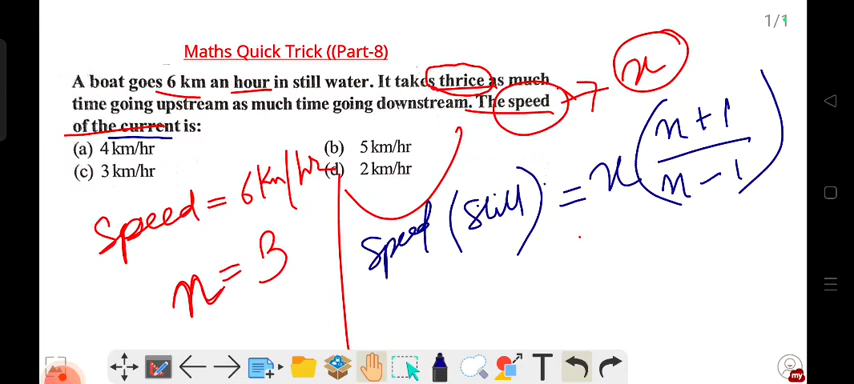 1/1
Maths Quick Trick ((Part-8)
A boat goes 6 km an hour in still water. It takes thrice as much
time going upstream as much time going downstream. The speed → x
of the current is:
(a) 4 km/hr (b) 5 km/hr
(c) 3 km/hr (d) 2 km/hr
Speed = 6 km/hr
n = 3
Speed (still) = x (n + 1 / n - 1)
T
my